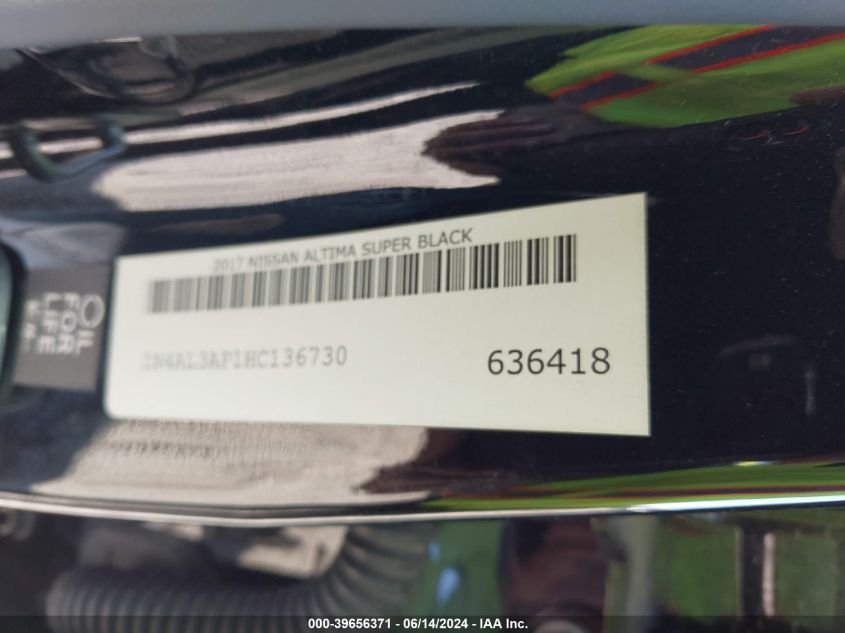 2017 NISSAN ALTIMA SUPER BLACK
1N4AL3AP1HC136730
636418
OIL
FOR
LIFE
000-39656371 - 06/14/2024 - IAA Inc.